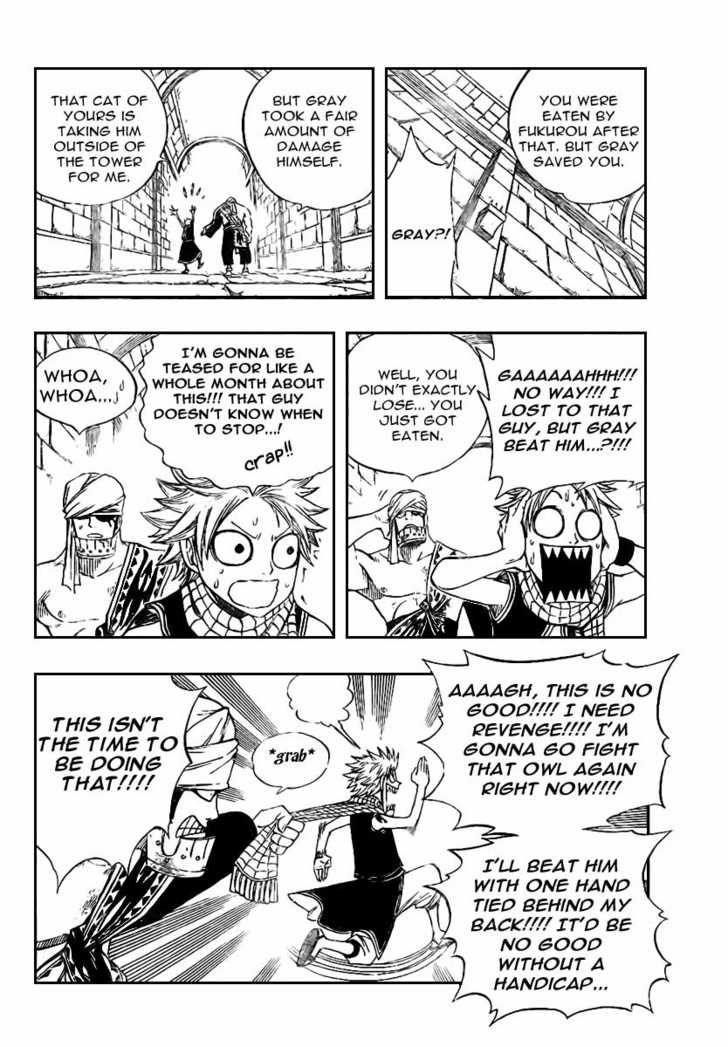 YOU WERE
EATEN BY
FUKUROU AFTER
THAT. BUT GRAY
SAVED YOU.
GRAY?!
BUT GRAY
TOOK A FAIR
AMOUNT OF
DAMAGE
HIMSELF.
THAT CAT OF
YOURS IS
TAKING HIM
OUTSIDE OF
THE TOWER
FOR ME.
GAAAAAAHHH!!!
NO WAY!!! I
LOST TO THAT
GUY, BUT GRAY
BEAT HIM...?!!!
WELL, YOU
DIDN'T EXACTLY
LOSE... YOU
JUST GOT
EATEN.
I'M GONNA BE
TEASED FOR LIKE A
WHOLE MONTH ABOUT
THIS!!! THAT GUY
DOESN'T KNOW WHEN
TO STOP...!
crap!!
WHOA,
WHOA...
AAAAGH, THIS IS NO
GOOD!!!! I NEED
REVENGE!!!! I'M
GONNA GO FIGHT
THAT OWL AGAIN
RIGHT NOW!!!!
I'LL BEAT HIM
WITH ONE HAND
TIED BEHIND MY
BACK!!!! IT'D BE
NO GOOD
WITHOUT A
HANDICAP...
*grab*
THIS ISN'T
THE TIME TO
BE DOING
THAT!!!!